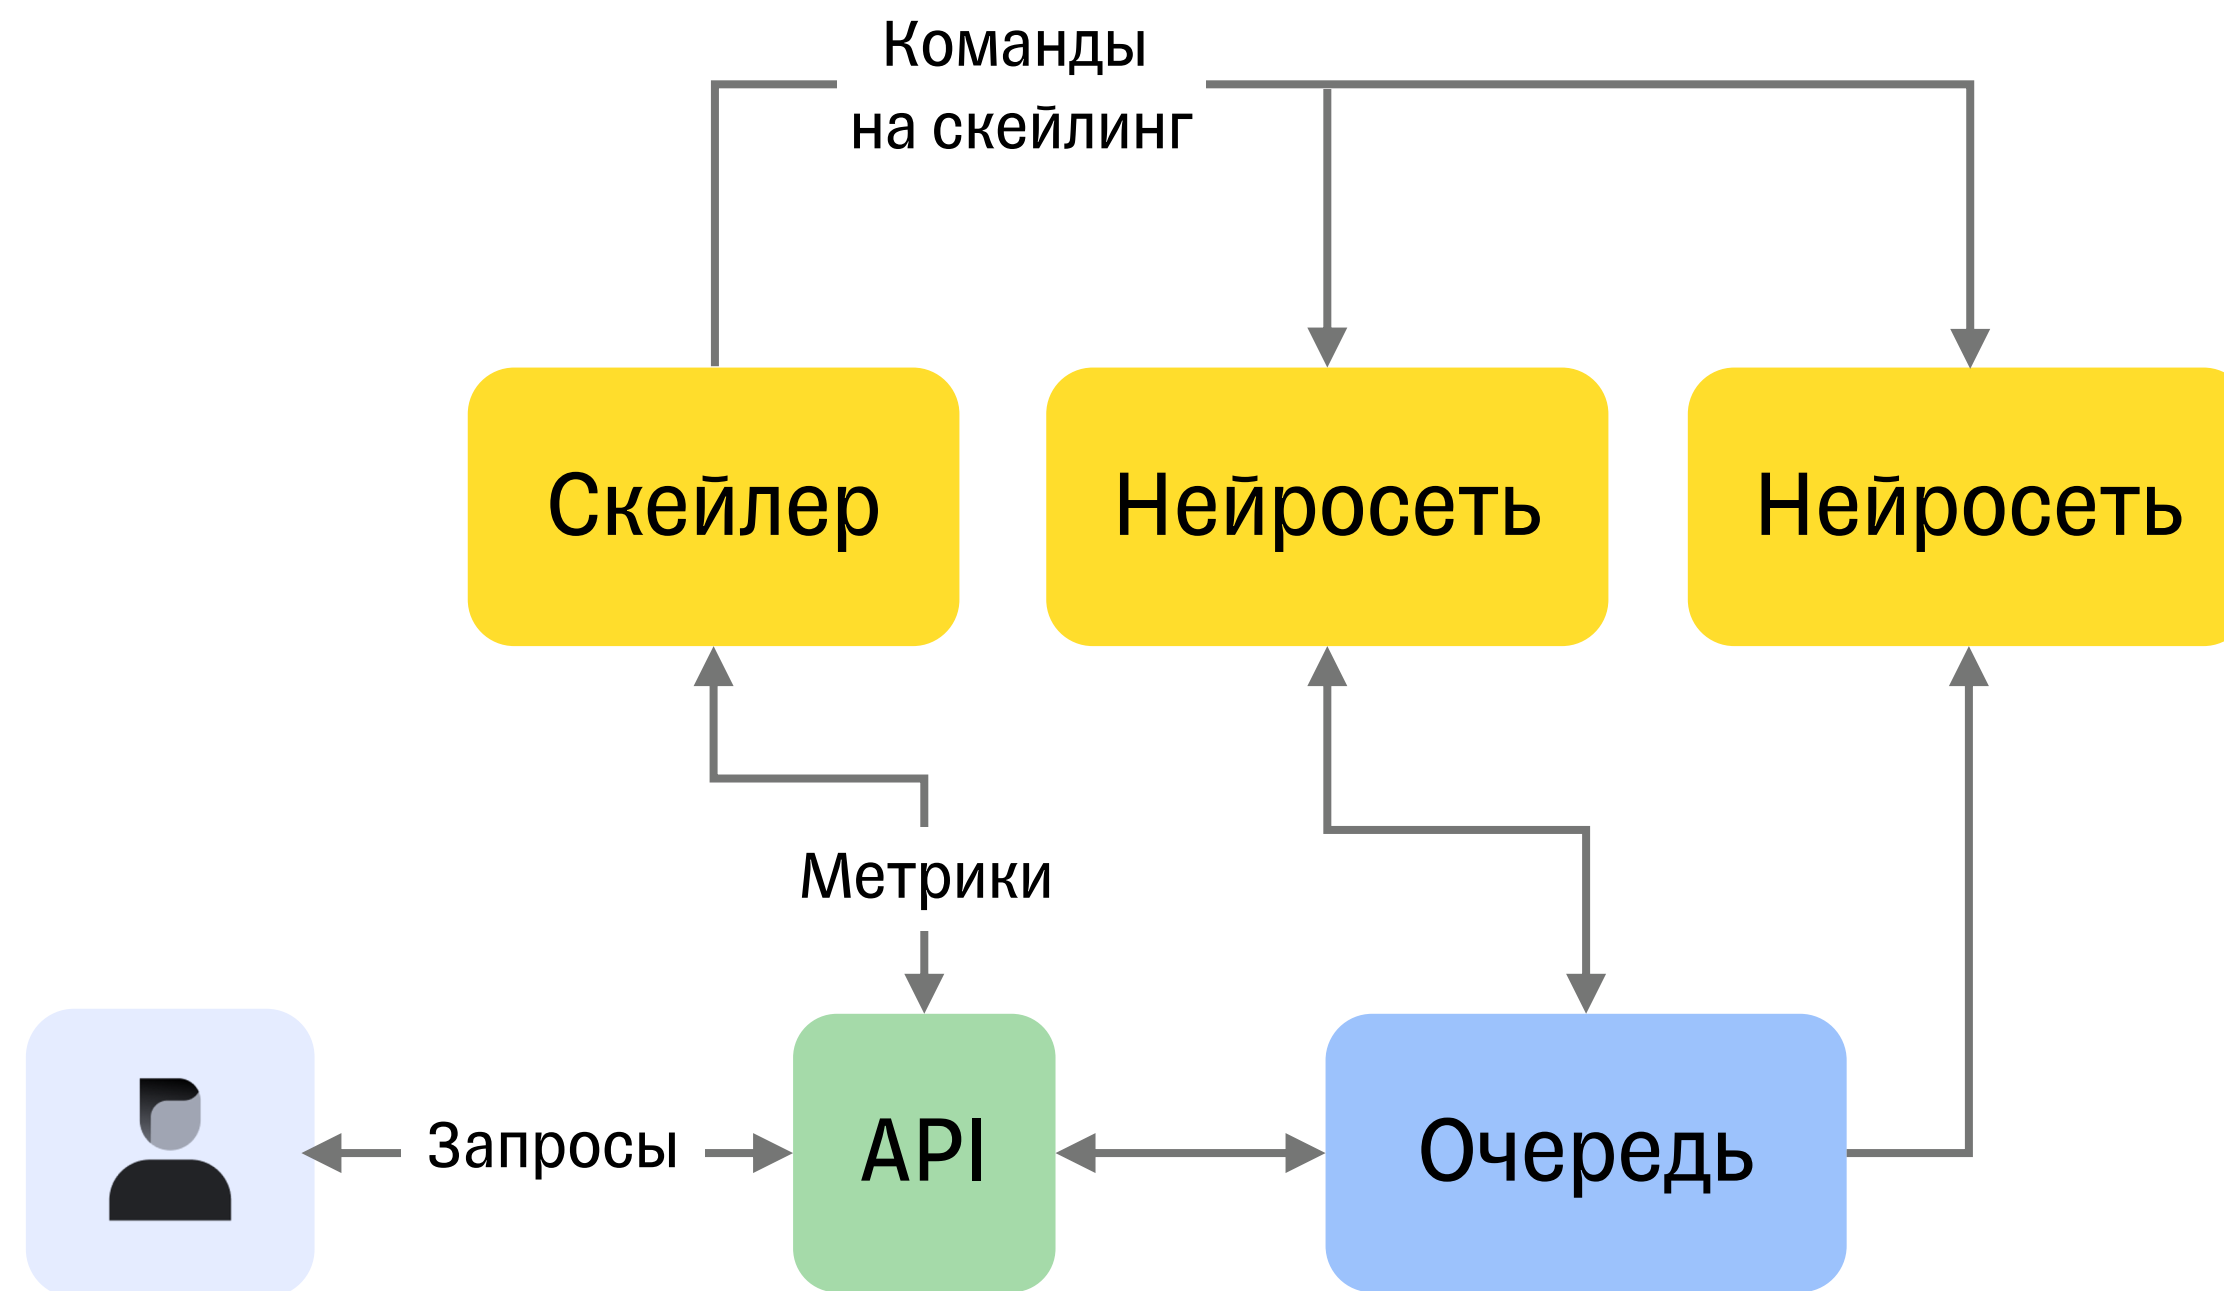 Команды
на скейлинг
Скейлер
Нейросеть
Нейросеть
Метрики
Запросы
API
Очередь